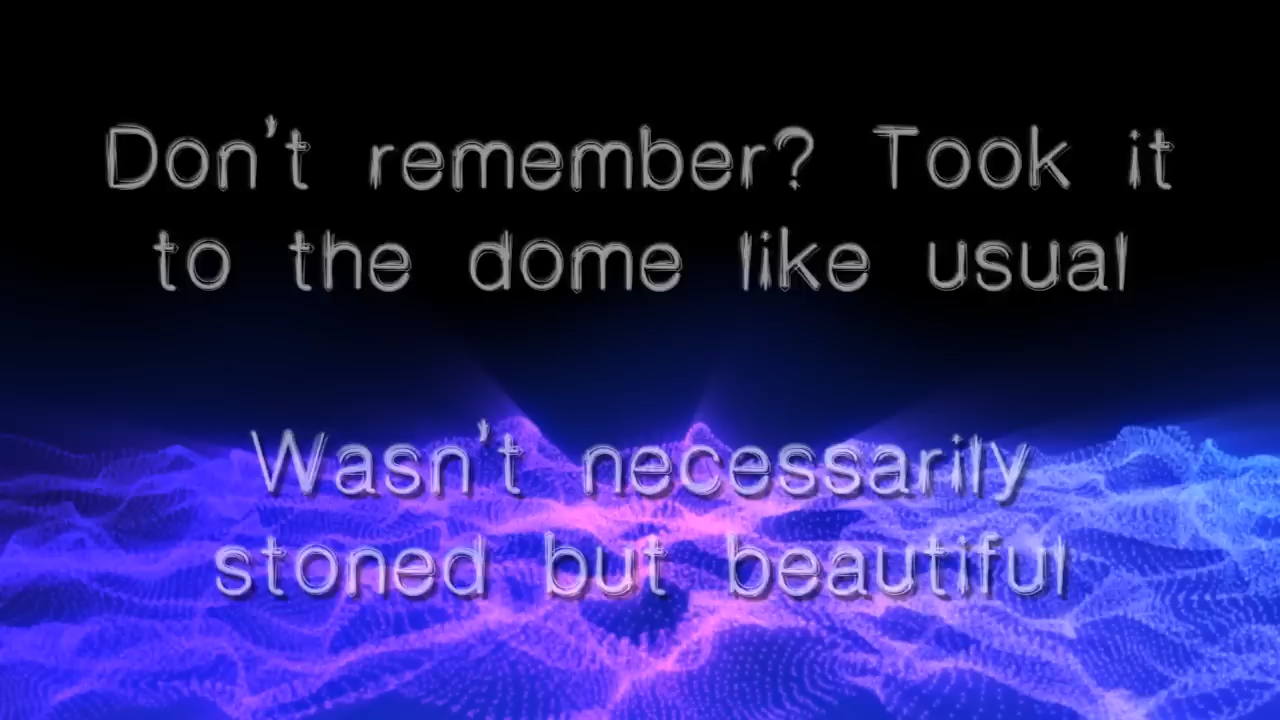 Don't remember? Took it
to the dome like usual
Wasn't necessarily
stoned but beautiful